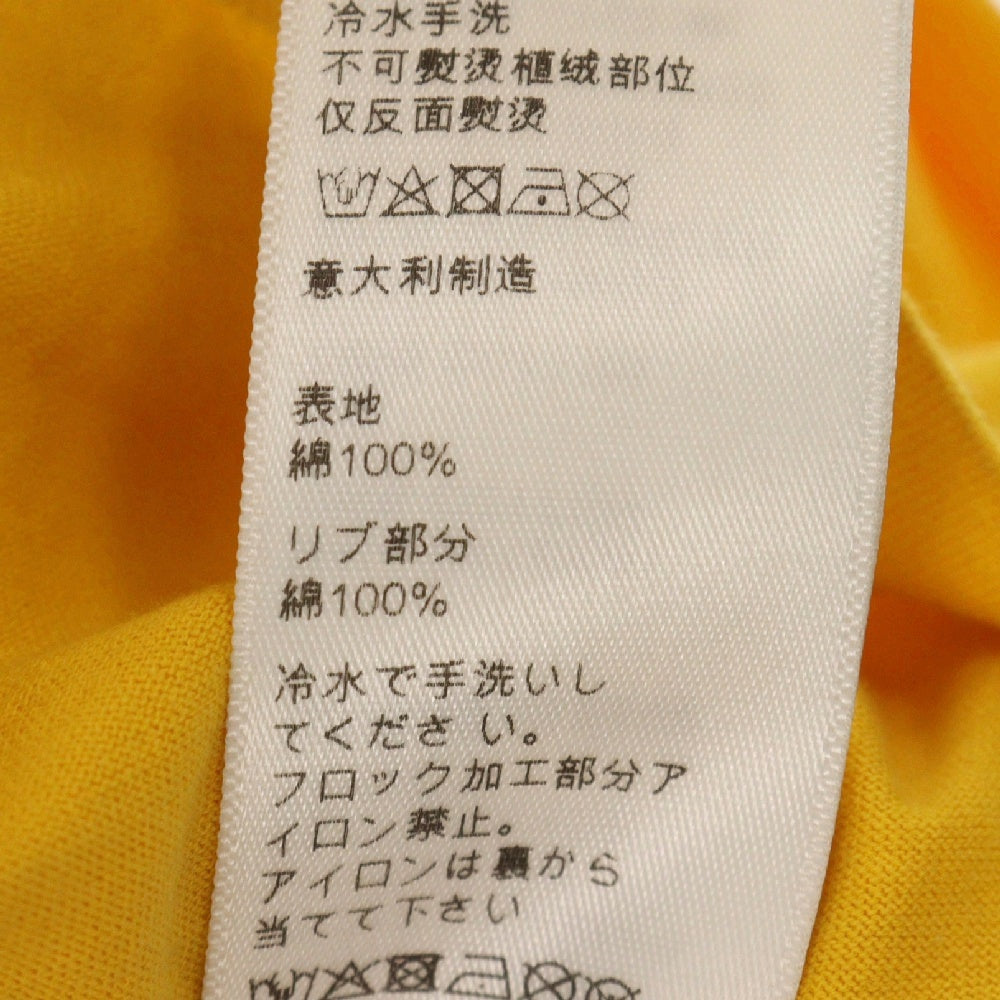 冷水手洗
不可熨烫植绒部位
仅反面熨烫
意大利制造
表地
綿100%
リブ部分
綿100%
冷水で手洗いし
てください。
フロック加工部分ア
イロン禁止。
アイロンは裏から
当てて下さい